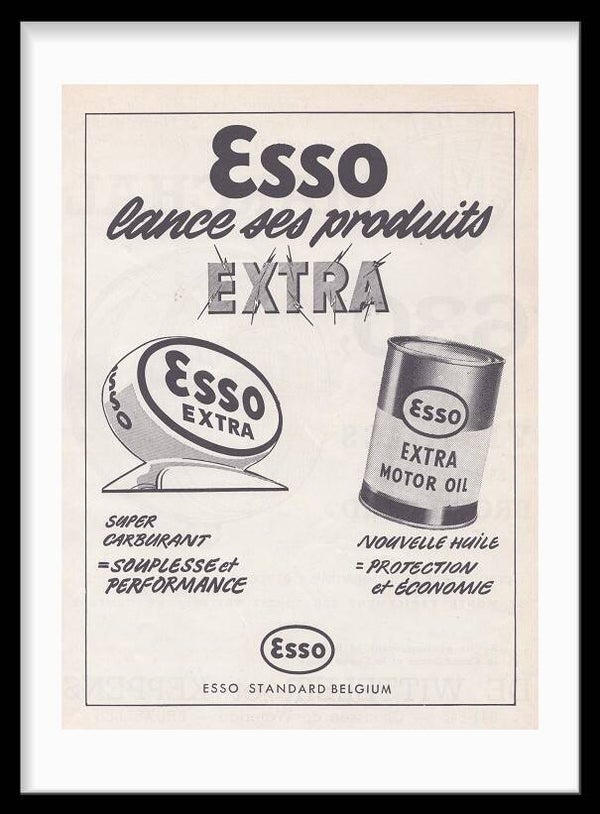 Esso
lance ses produits
EXTRA
ESSO
Esso
EXTRA
Esso
EXTRA
MOTOR OIL
SUPER
CARBURANT
=SOUPLESSE et
PERFORMANCE
NOUVELLE HUILE
=PROTECTION
et ÉCONOMIE
Esso
ESSO STANDARD BELGIUM